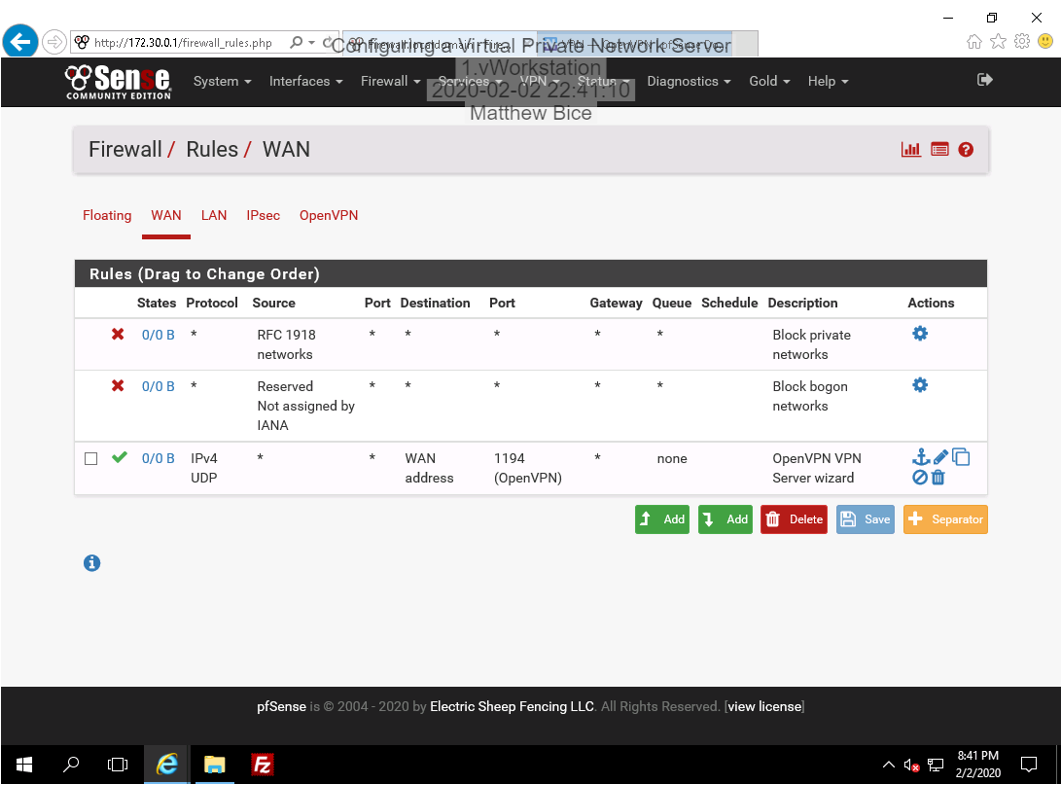 http://172.30.0.1/firewall_rules.php
Configuring a Virtual Private Network Server
1.vWorkstation
2020-02-02 22:41:10
Matthew Bice
pfSense
COMMUNITY EDITION
System Interfaces Firewall Services VPN Status Diagnostics Gold Help
Firewall / Rules / WAN
Floating WAN LAN IPsec OpenVPN
Rules (Drag to Change Order)
States Protocol Source Port Destination Port Gateway Queue Schedule Description Actions
0/0 B * RFC 1918 * * * * * Block private
networks networks
0/0 B * Reserved * * * * * Block bogon
Not assigned by networks
IANA
0/0 B IPv4 * * WAN 1194 * none OpenVPN VPN
UDP address (OpenVPN) Server wizard
Add Add Delete Save Separator
pfSense is © 2004 - 2020 by Electric Sheep Fencing LLC. All Rights Reserved. [view license]
Fz
8:41 PM
2/2/2020